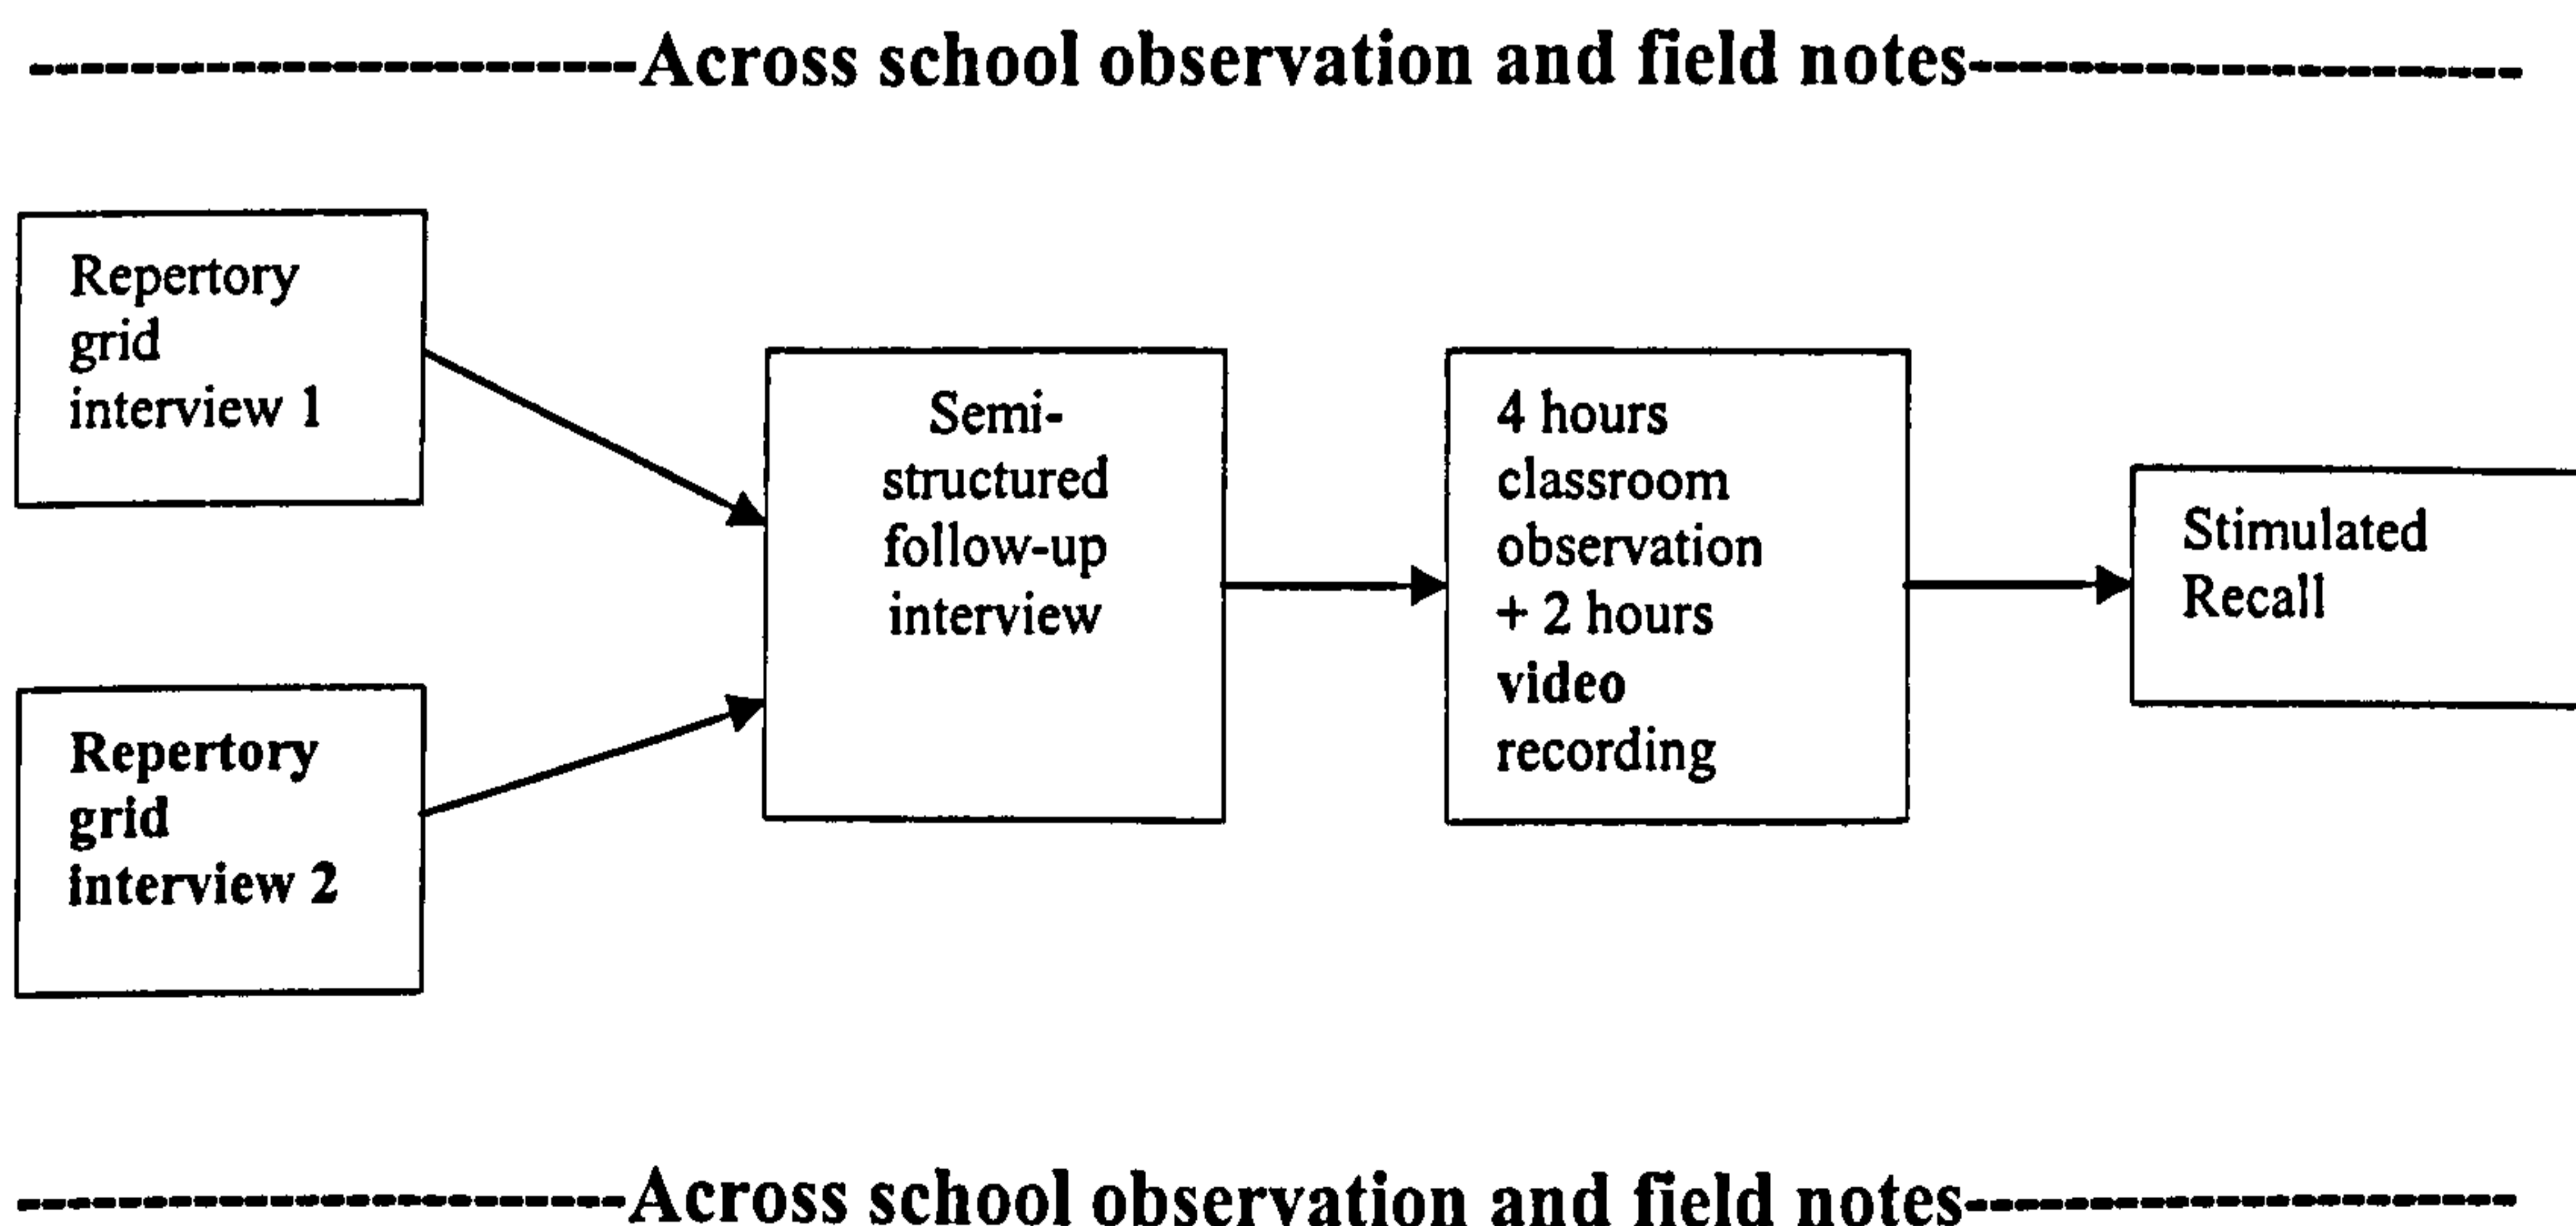 ------------------------Across school observation and field notes----------------------
Repertory
grid
interview 1
Repertory
grid
interview 2
Semi-
structured
follow-up
interview
4 hours
classroom
observation
+ 2 hours
video
recording
Stimulated
Recall
------------------------Across school observation and field notes----------------------